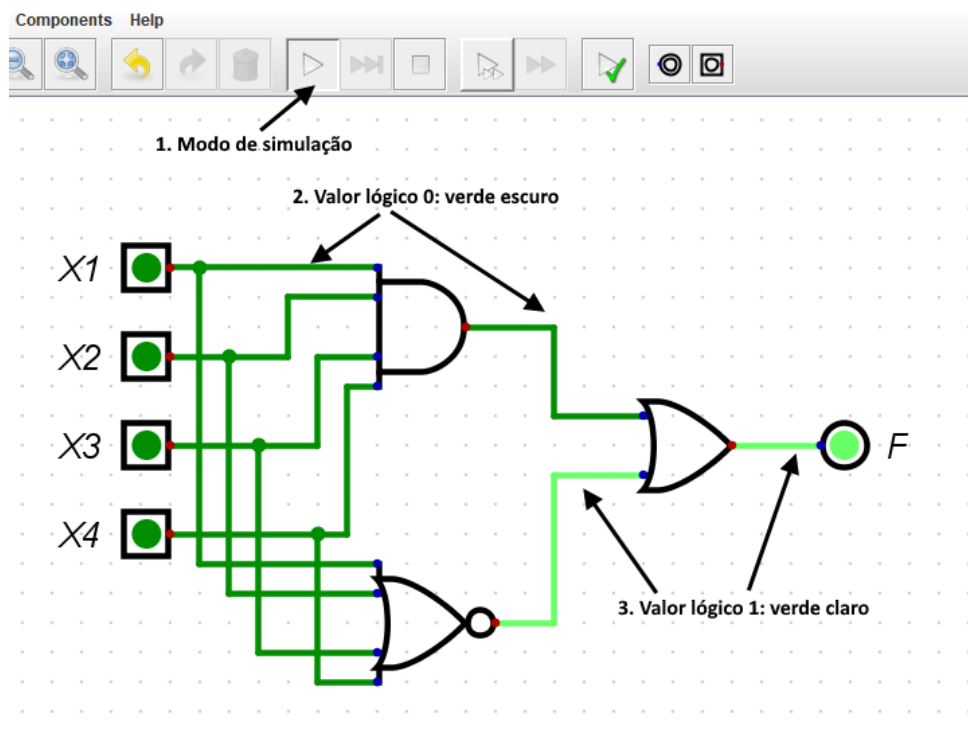 Components Help
1. Modo de simulação
2. Valor lógico 0: verde escuro
X1
X2
X3
F
X4
3. Valor lógico 1: verde claro